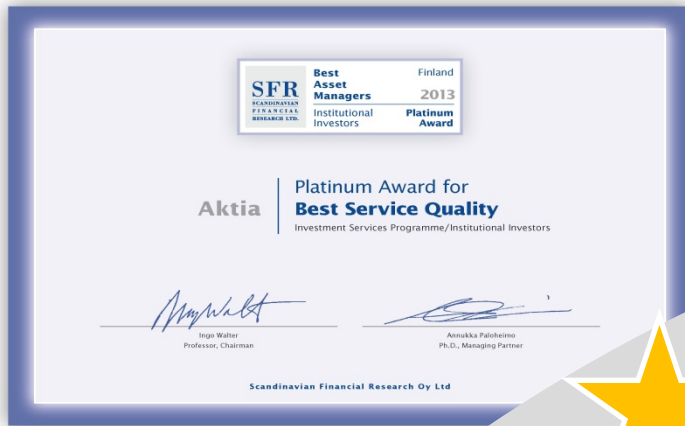 SFR
SCANDINAVIAN
FINANCIAL
RESEARCH LTD.
Best
Asset
Managers
Finland
2013
Institutional
Investors
Platinum
Award
Aktia
Platinum Award for
Best Service Quality
Investment Services Programme/Institutional Investors
Ingo Walter
Professor, Chairman
Annukka Paloheimo
Ph.D., Managing Partner
Scandinavian Financial Research Oy Ltd